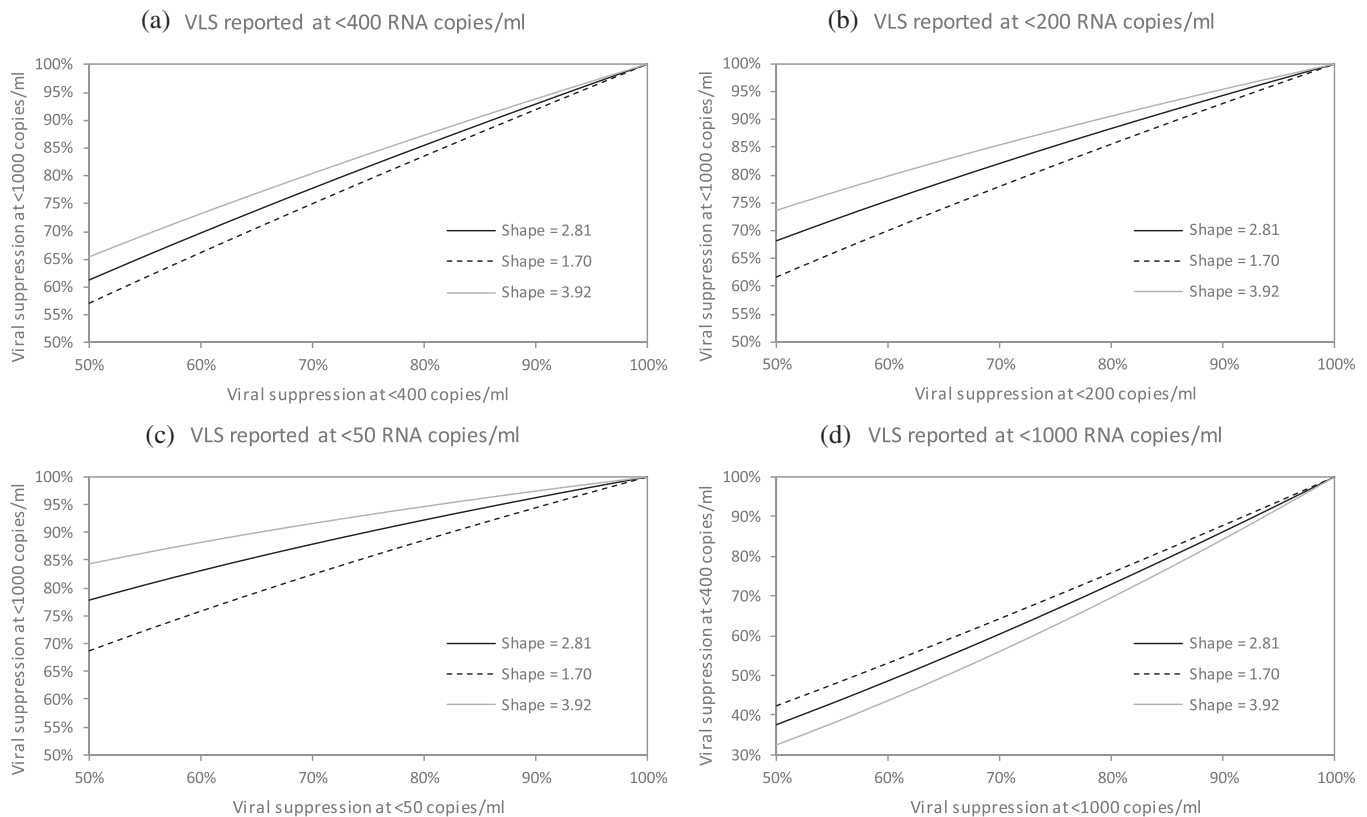 (a) VLS reported at <400 RNA copies/ml
Viral suppression at <1000 copies/ml
100%
95%
90%
85%
80%
75%
70%
65%
60%
55%
50%
Shape = 2.81
Shape = 1.70
Shape = 3.92
50% 60% 70% 80% 90% 100%
Viral suppression at <400 copies/ml
(b) VLS reported at <200 RNA copies/ml
Viral suppression at <1000 copies/ml
100%
95%
90%
85%
80%
75%
70%
65%
60%
55%
50%
Shape = 2.81
Shape = 1.70
Shape = 3.92
50% 60% 70% 80% 90% 100%
Viral suppression at <200 copies/ml
(c) VLS reported at <50 RNA copies/ml
Viral suppression at <1000 copies/ml
100%
95%
90%
85%
80%
75%
70%
65%
60%
55%
50%
Shape = 2.81
Shape = 1.70
Shape = 3.92
50% 60% 70% 80% 90% 100%
Viral suppression at <50 copies/ml
(d) VLS reported at <1000 RNA copies/ml
Viral suppression at <400 copies/ml
100%
90%
80%
70%
60%
50%
40%
30%
Shape = 2.81
Shape = 1.70
Shape = 3.92
50% 60% 70% 80% 90% 100%
Viral suppression at <1000 copies/ml